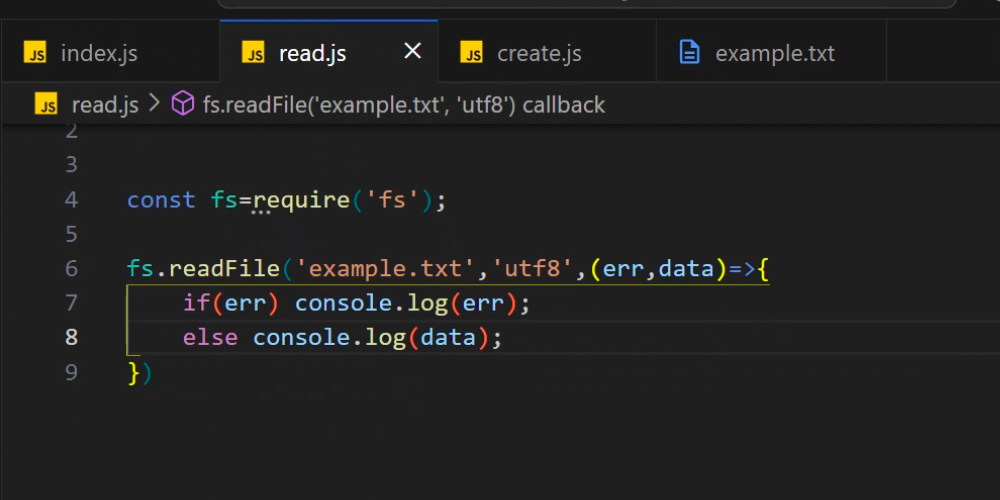 JS index.js JS read.js × JS create.js example.txt
JS read.js > fs.readFile('example.txt', 'utf8') callback
2
3
4 const fs=require('fs');
5
6 fs.readFile('example.txt','utf8',(err,data)=>{
7 if(err) console.log(err);
8 else console.log(data);
9 })